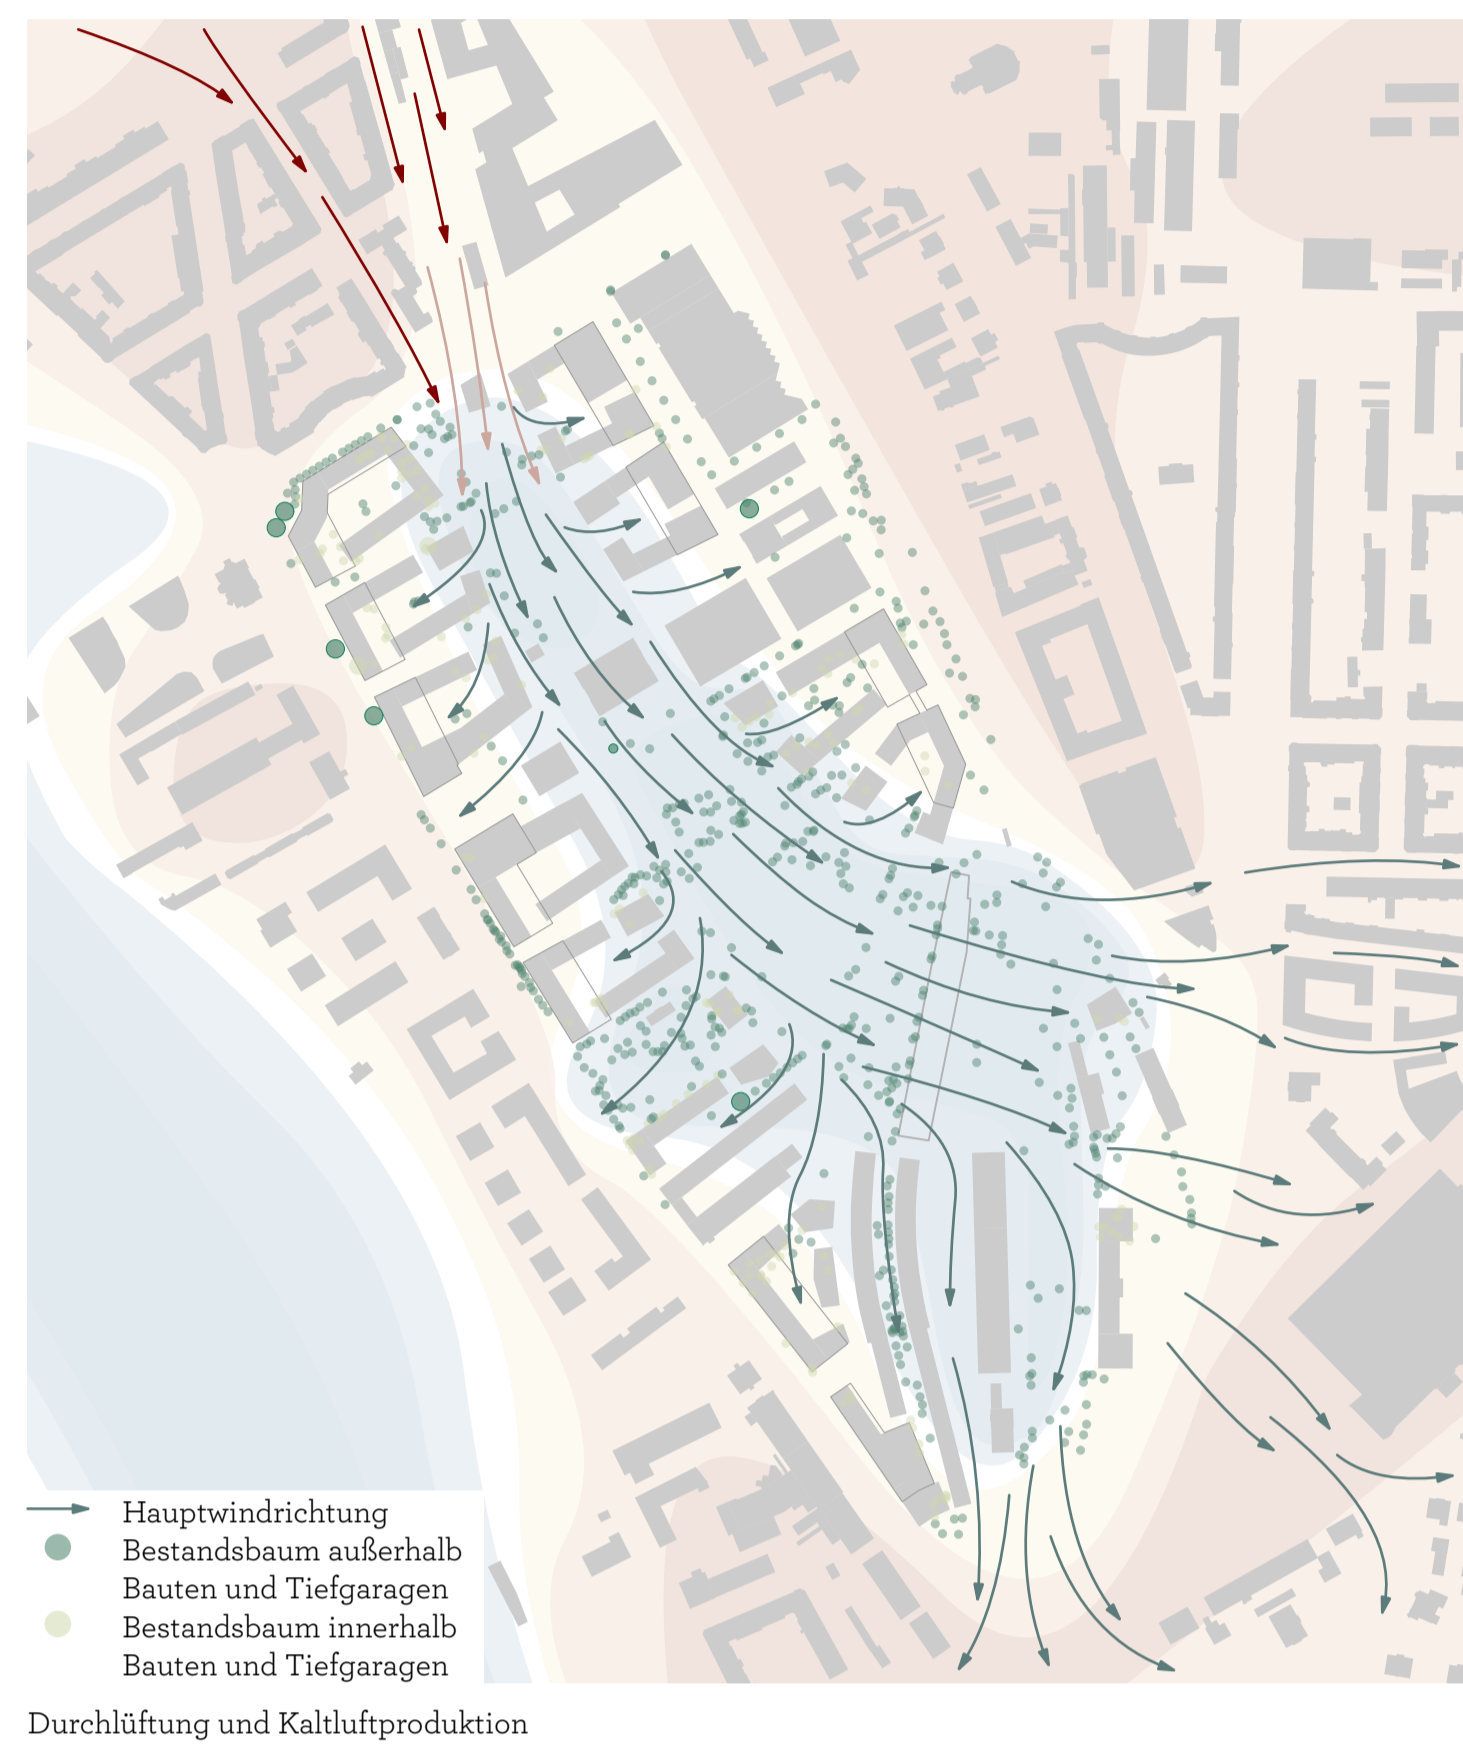 Hauptwindrichtung
Bestandsbaum außerhalb
Bauten und Tiefgaragen
Bestandsbaum innerhalb
Bauten und Tiefgaragen
Durchlüftung und Kaltluftproduktion